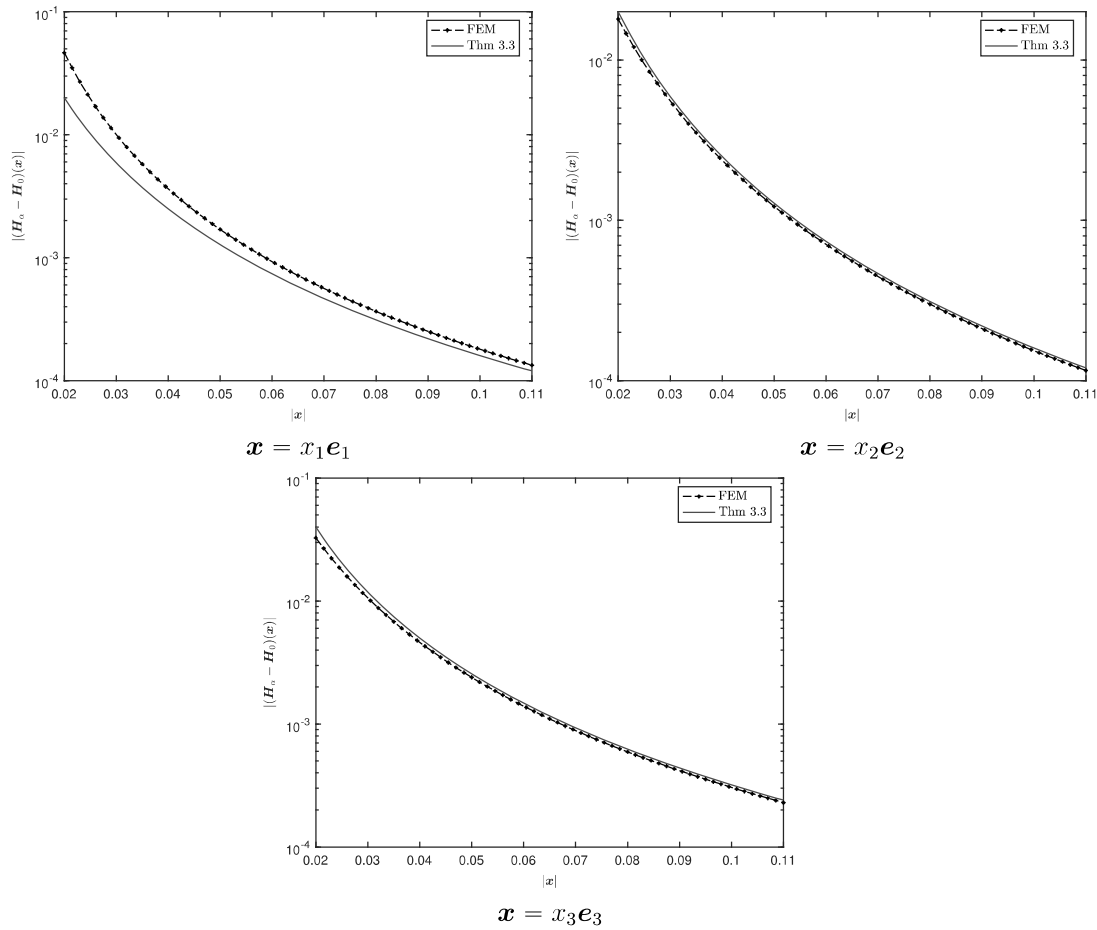 10^-1
10^-2
10^-3
10^-4
|(H_α − H_0)(x)|
FEM
Thm 3.3
0.02 0.03 0.04 0.05 0.06 0.07 0.08 0.09 0.1 0.11
|x|
x = x_1e_1
10^-2
10^-3
10^-4
|(H_α − H_0)(x)|
FEM
Thm 3.3
0.02 0.03 0.04 0.05 0.06 0.07 0.08 0.09 0.1 0.11
|x|
x = x_2e_2
10^-1
10^-2
10^-3
10^-4
|(H_α − H_0)(x)|
FEM
Thm 3.3
0.02 0.03 0.04 0.05 0.06 0.07 0.08 0.09 0.1 0.11
|x|
x = x_3e_3